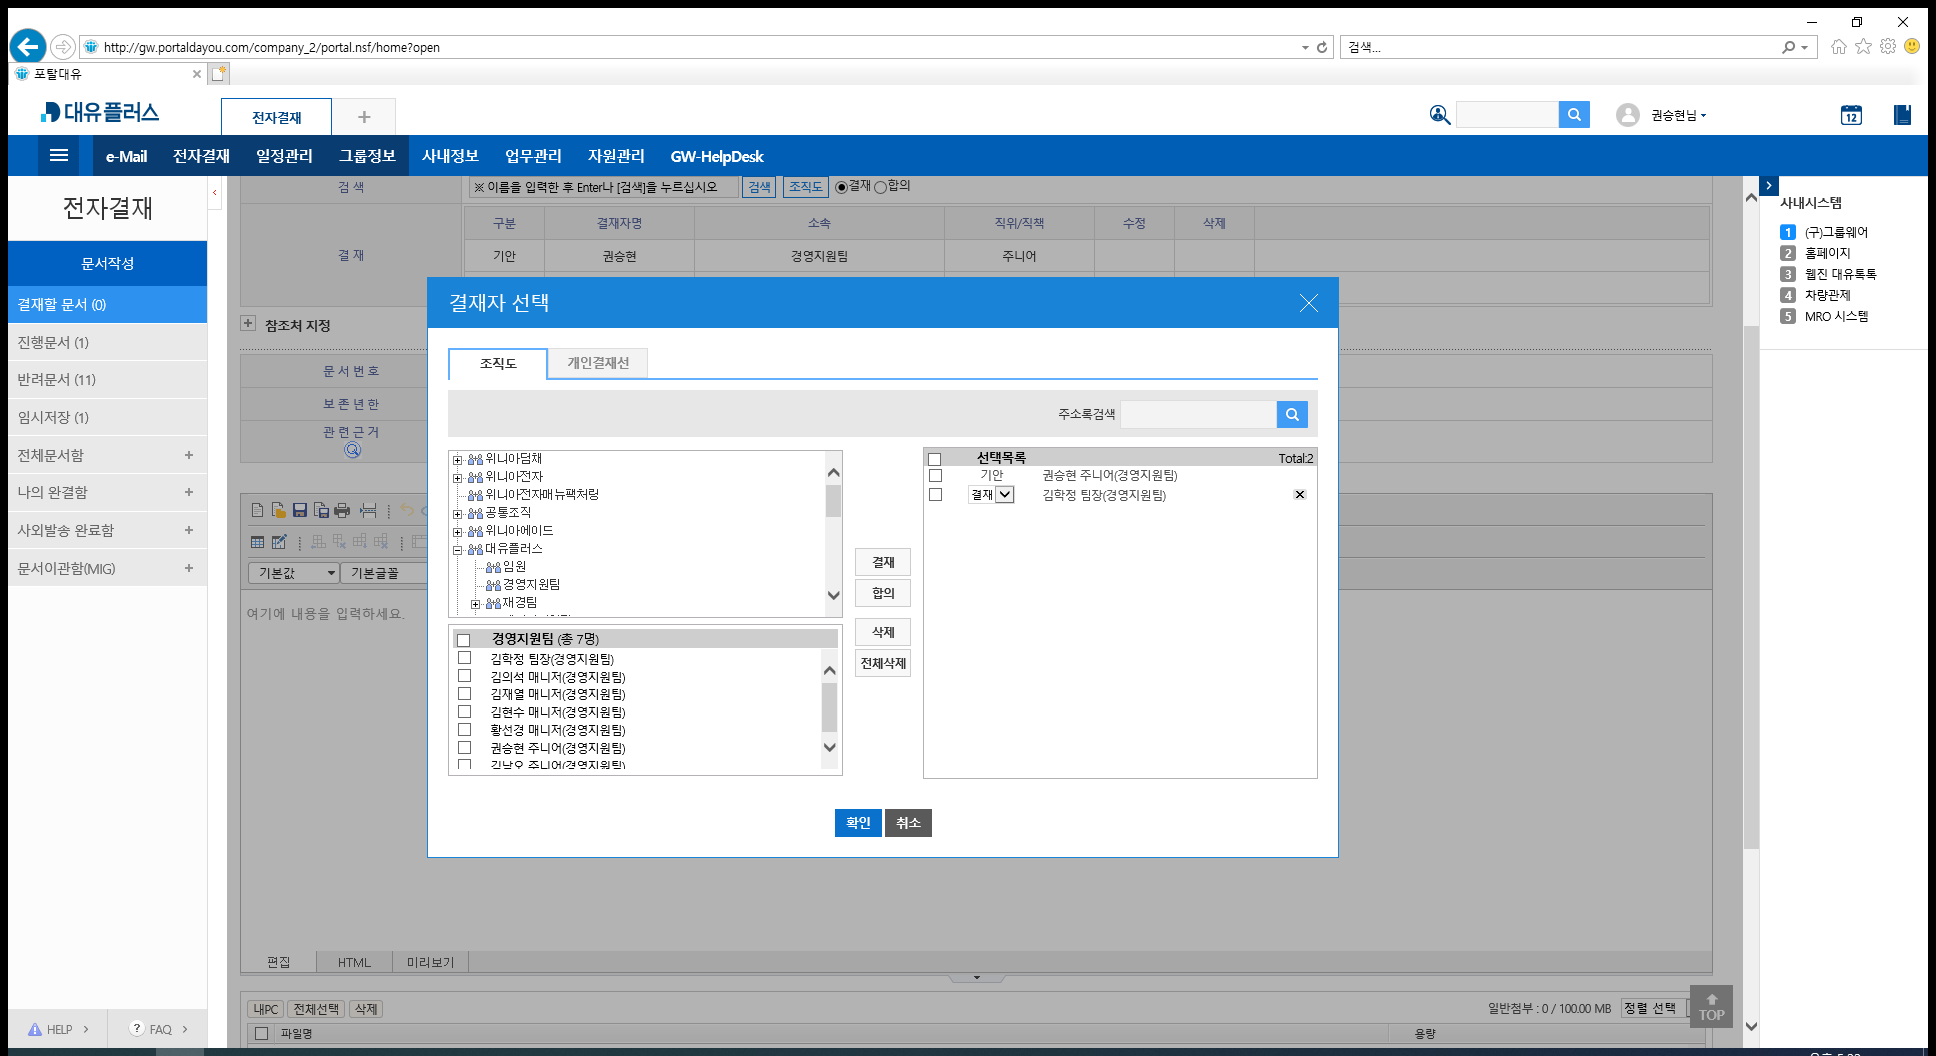 http://gw.portaldayou.com/company_2/portal.nsf/home?open
검색...
포탈대유
대유플러스
전자결재
+
권승현님
12
e-Mail 전자결재 일정관리 그룹정보 사내정보 업무관리 자원관리 GW-HelpDesk
전자결재
문서작성
결재할 문서 (0)
진행문서 (1)
반려문서 (11)
임시저장 (1)
전체문서함 +
나의 완결함 +
사외발송 완료함 +
문서이관함(MIG) +
HELP >
? FAQ >
검 색
※ 이름을 입력한 후 Enter나 [검색]을 누르십시오 검색 조직도 결재 합의
결 재
구분 결재자명 소속 직위/직책 수정 삭제
기안 권승현 경영지원팀 주니어
참조처 지정
문 서 번 호
보 존 년 한
관 련 근 거
기본값 기본글꼴
여기에 내용을 입력하세요.
결재자 선택
조직도 개인결재선
주소록검색
위니아딤채
위니아전자
위니아전자매뉴팩처링
공통조직
위니아에이드
대유플러스
임원
경영지원팀
재경팀
경영지원팀 (총 7명)
김학정 팀장(경영지원팀)
김의석 매니저(경영지원팀)
김재열 매니저(경영지원팀)
김현수 매니저(경영지원팀)
황선경 매니저(경영지원팀)
권승현 주니어(경영지원팀)
결재
합의
삭제
전체삭제
선택목록 Total:2
기안 권승현 주니어(경영지원팀)
결재 김학정 팀장(경영지원팀)
확인 취소
편집 HTML 미리보기
내PC 전체선택 삭제
일반첨부 : 0 / 100.00 MB 정렬 선택
파일명 용량
TOP
사내시스템
1 (구)그룹웨어
2 홈페이지
3 웹진 대유톡톡
4 차량관제
5 MRO 시스템